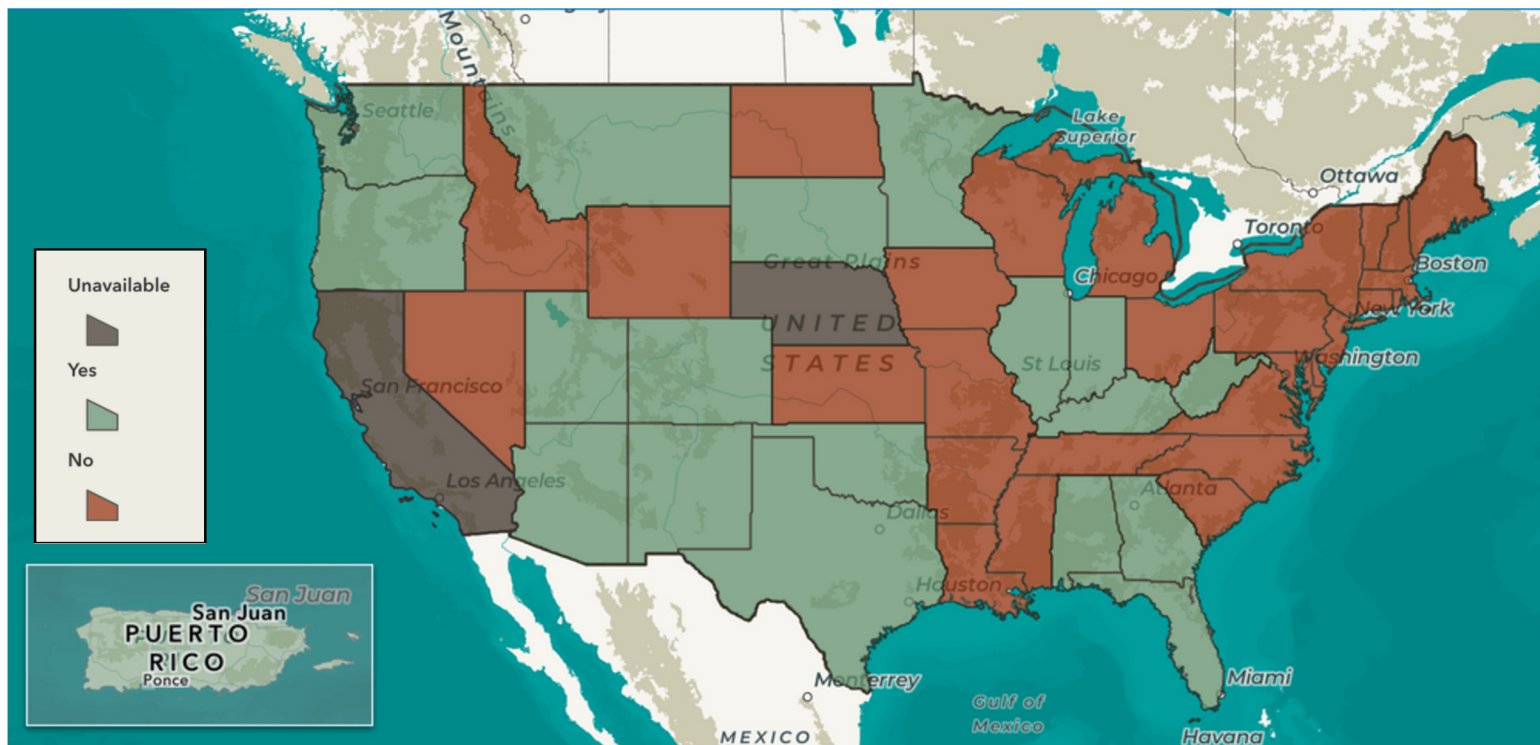 Mountains
Seattle
Lake
Superior
Ottawa
Toronto
Great Plains
Chicago
Boston
New York
Unavailable
UNITED
STATES
St Louis
Washington
Yes
San Francisco
No
Los Angeles
Atlanta
Dallas
Houston
San Juan
San Juan
PUERTO
RICO
Ponce
Monterrey
Miami
Gulf of
Mexico
MEXICO
Havana